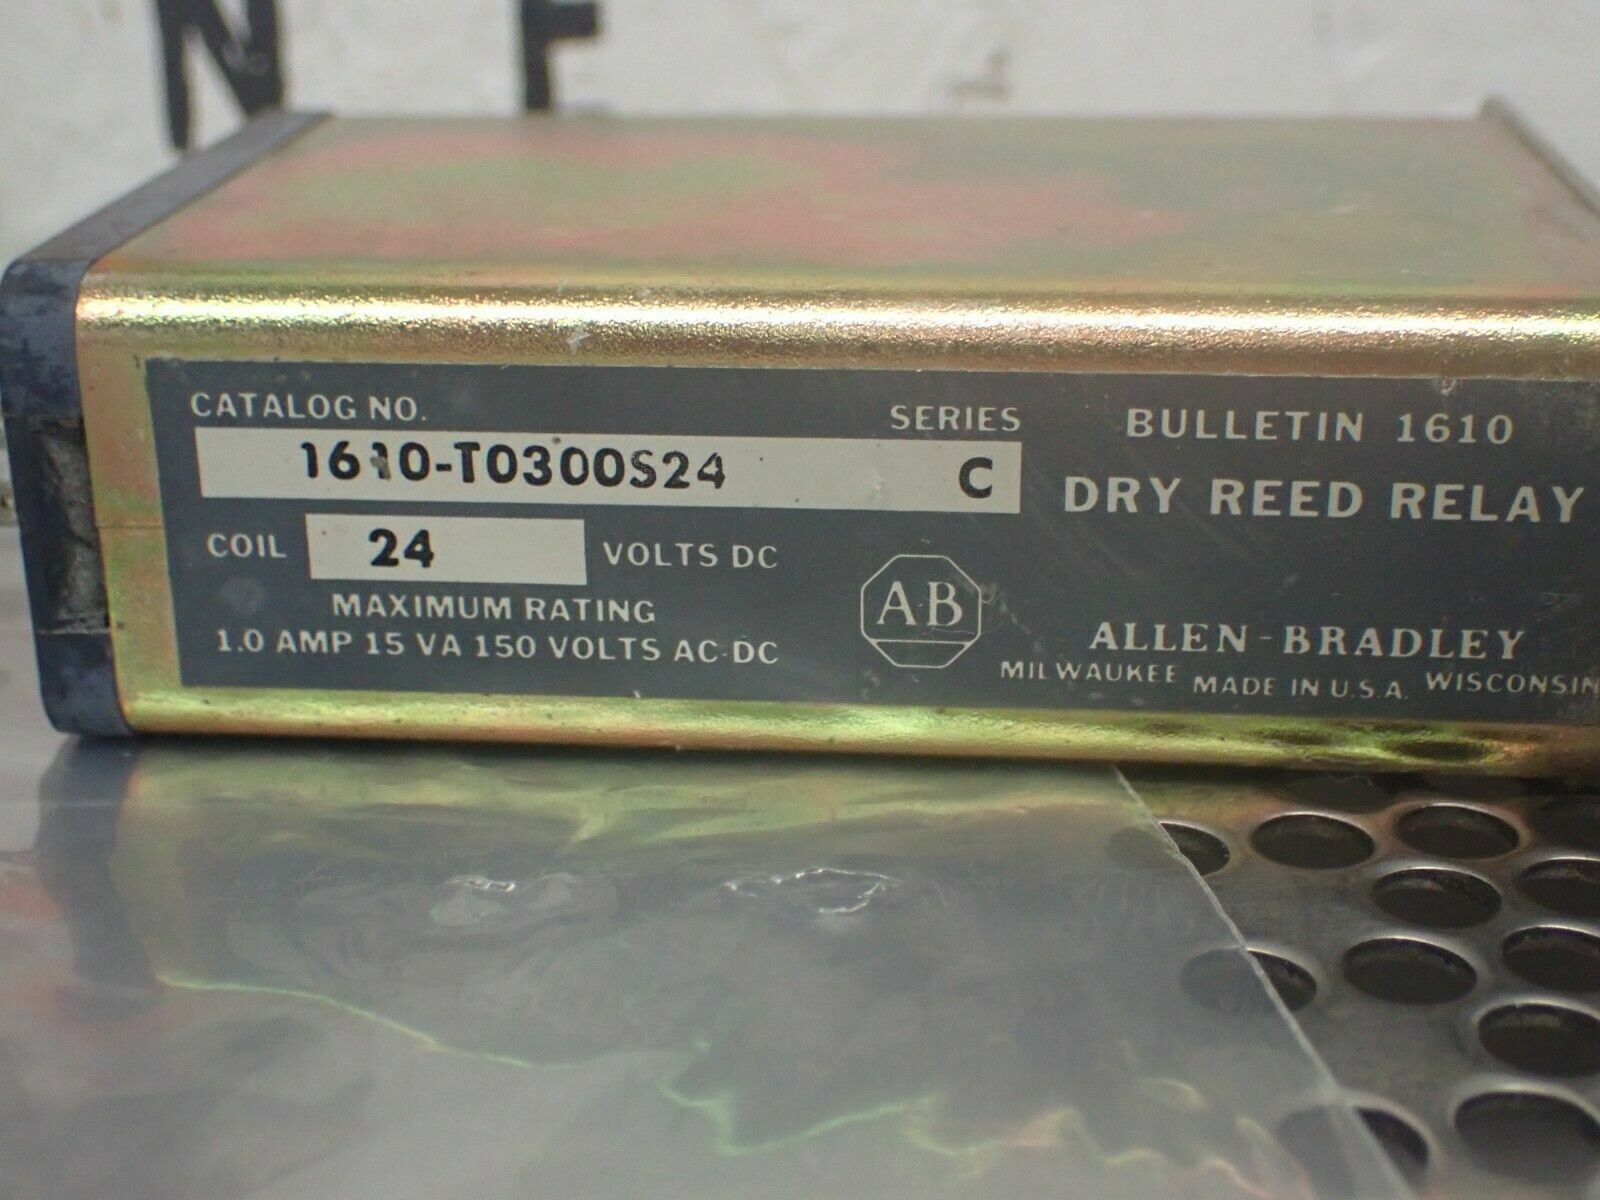 N E
CATALOG NO. SERIES
1610-T0300S24 C
COIL 24 VOLTS DC
MAXIMUM RATING
1.0 AMP 15 VA 150 VOLTS AC-DC
BULLETIN 1610
DRY REED RELAY
A-B
ALLEN-BRADLEY
MILWAUKEE MADE IN U.S.A. WISCONSIN